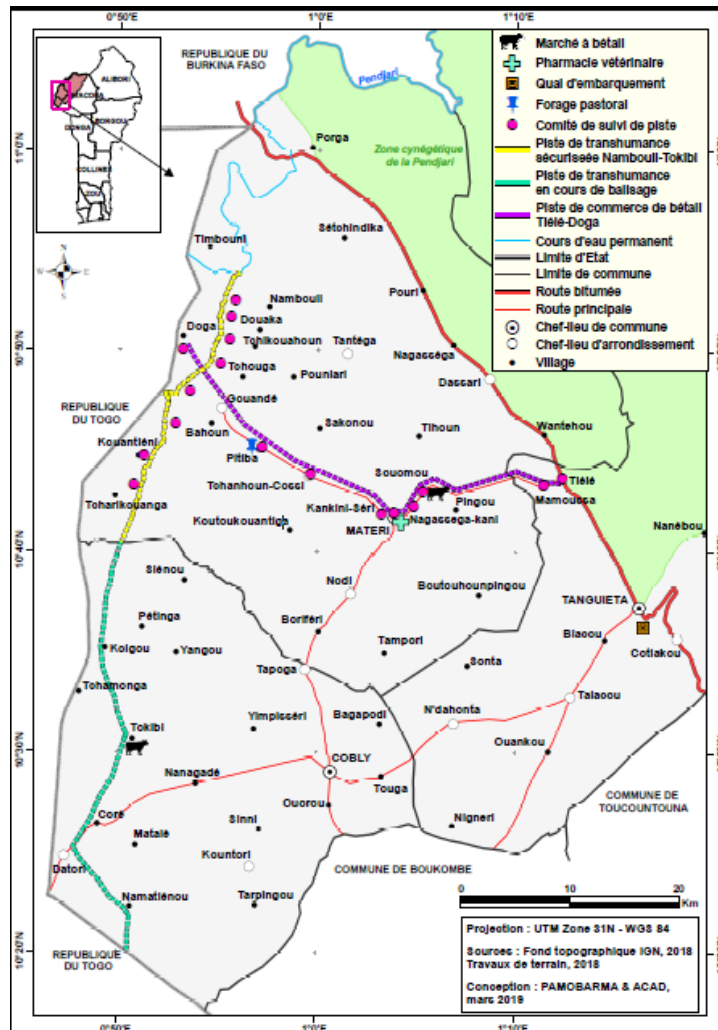 0°50'E
1°0'E
1°10'E
REPUBLIQUE DU
BURKINA FASO
Pendjari
ALIBORI
ATACORA
BORGOU
DONGA
COLLINES
ZOU
Marché à bétail
Pharmacie vétérinaire
Quai d'embarquement
Forage pastoral
Comité de suivi de piste
Piste de transhumance
sécurisée Nambouli-Tokibi
Piste de transhumance
en cours de balisage
Piste de commerce de bétail
Tiélé-Doga
Cours d'eau permanent
Limite d'Etat
Limite de commune
Route bitumée
Route principale
Chef-lieu de commune
Chef-lieu d'arrondissement
Village
11°0'N
Porga
Zone cynégétique
de la Pendjari
N
W
E
S
Timbouni
Sétohindika
Nambouli
Pouri
Doga
Douaka
Tohikouahoun
Tantéga
Nagasséga
10°50'N
Tohouga
Pouniari
Dassari
Gouandé
REPUBLIQUE
DU TOGO
Bahoun
Sakonou
Tihoun
Wantehou
Kouantiéni
Pitiba
Souomou
Tiélé
Tohanhoun-Cossi
Mamoussa
Kankini-Séri
Pingou
Toharikouanga
Koutoukouantiga
MATERI
Nagassega-kani
Nanébou
10°40'N
Siénou
Nodi
Boutouhounpingou
TANGUIETA
Pétinga
Boriféri
Biaoou
Cotiakou
Koigou
Yangou
Tampori
Sonta
Tapoga
Tohamonga
Taiaoou
Tokibi
Yimpisséri
Bagapodi
N'dahonta
10°30'N
Ouankou
COBLY
Nanagadé
Touga
COMMUNE DE
TOUCOUNTOUNA
Ouorou
Coré
Sinni
Nigneri
Matalé
Datori
Kountori
COMMUNE DE BOUKOMBE
Namatiénou
Tarpingou
0
10
20
Km
REPUBLIQUE
DU TOGO
10°20'N
Projection : UTM Zone 31N - WGS 84
Sources : Fond topographique IGN, 2018
Travaux de terrain, 2018
Conception : PAMOBARMA & ACAD,
mars 2019
0°50'E
1°0'E
1°10'E